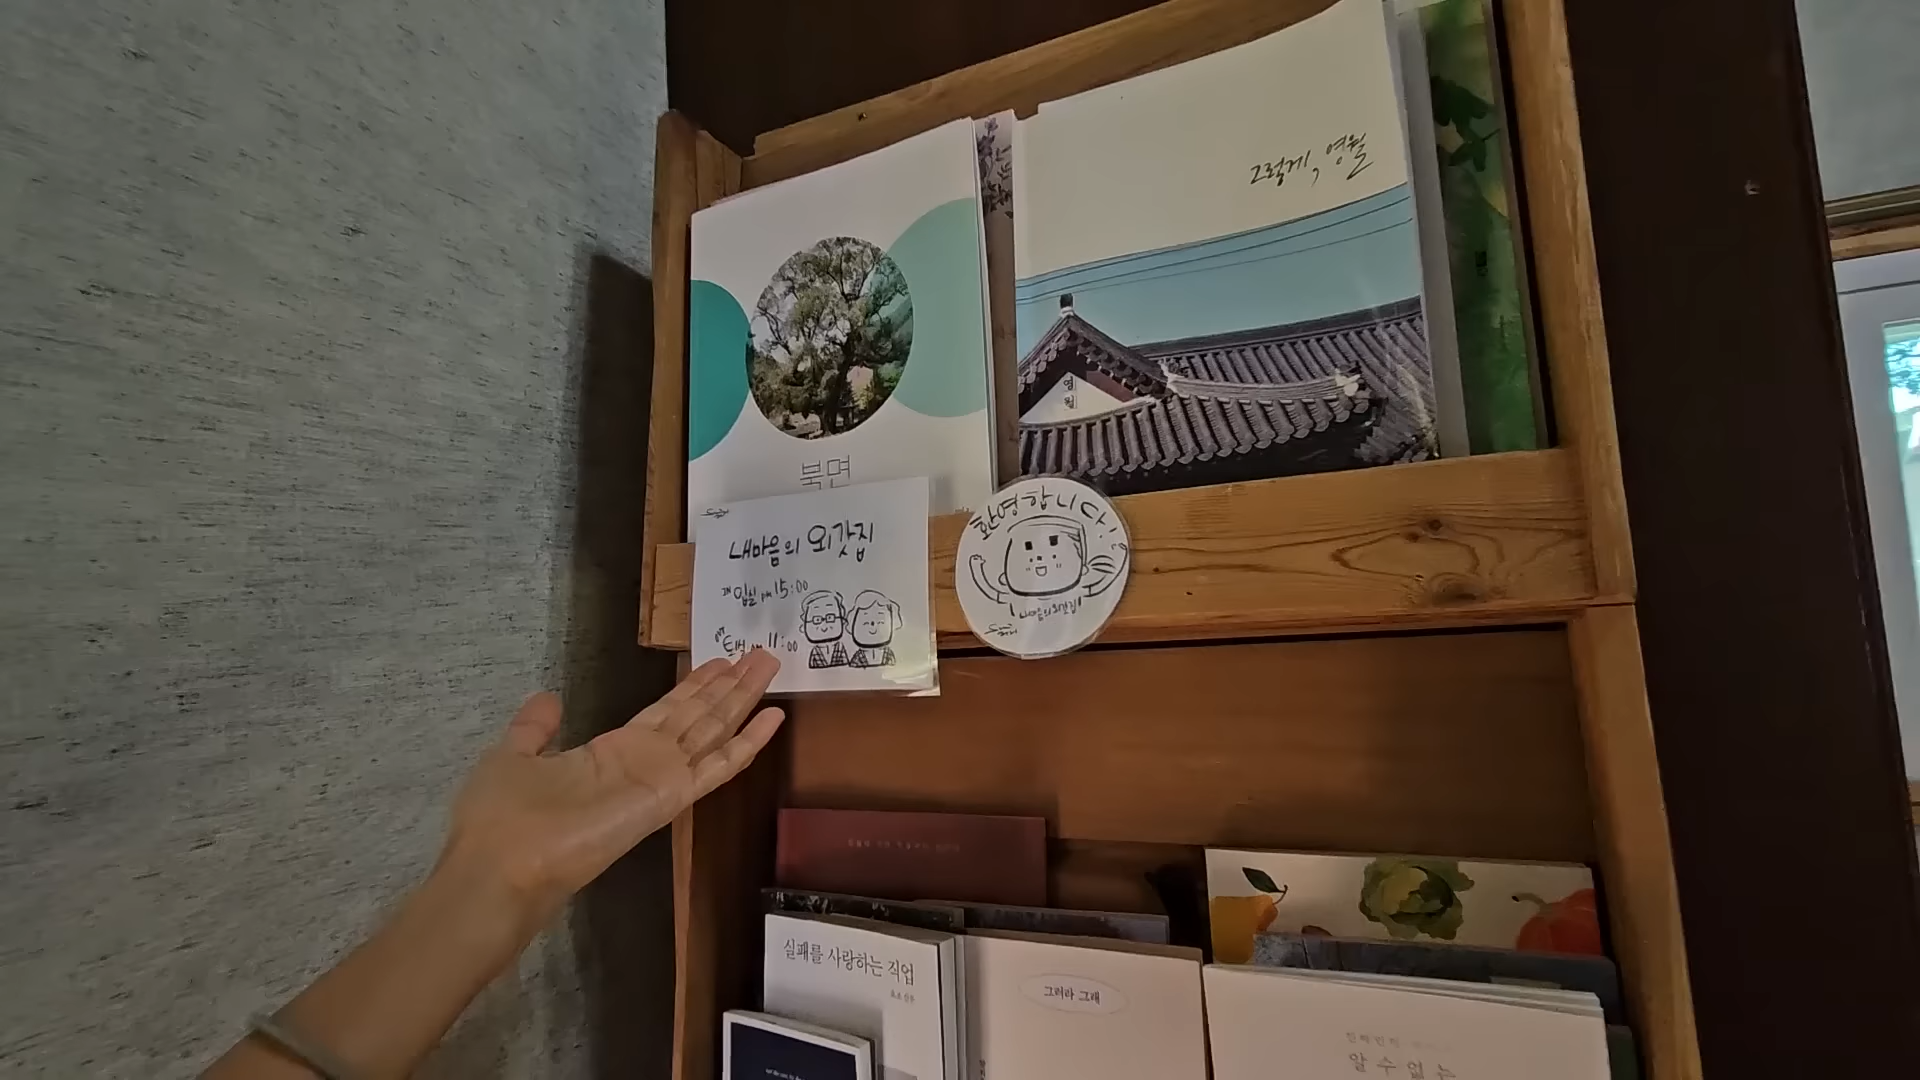 그렇게, 영월
영월
북면
내마음의 외갓집
입실 pm 15:00
퇴실 am 11:00
환영합니다!
내마음의외갓집
실패를 사랑하는 직업
그러라 그래
알 수 없는